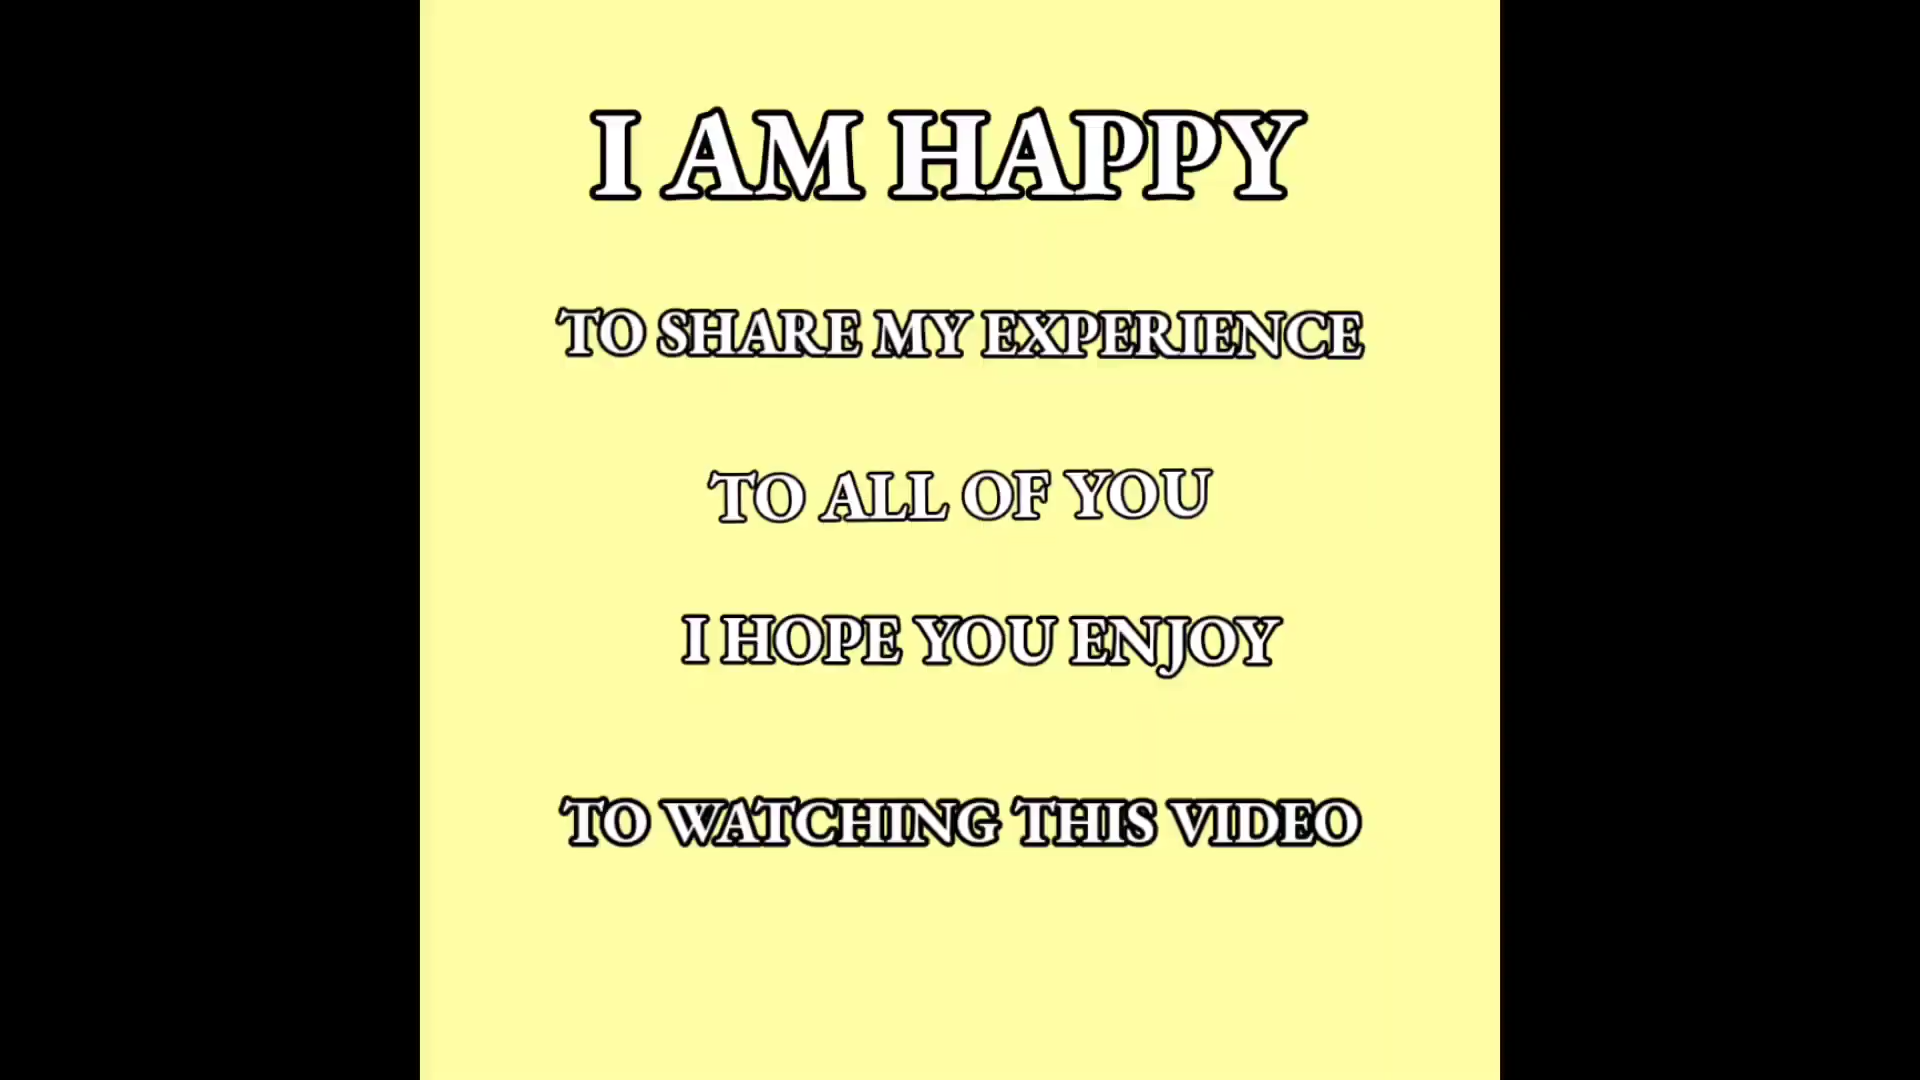 I AM HAPPY
TO SHARE MY EXPERIENCE
TO ALL OF YOU
I HOPE YOU ENJOY
TO WATCHING THIS VIDEO